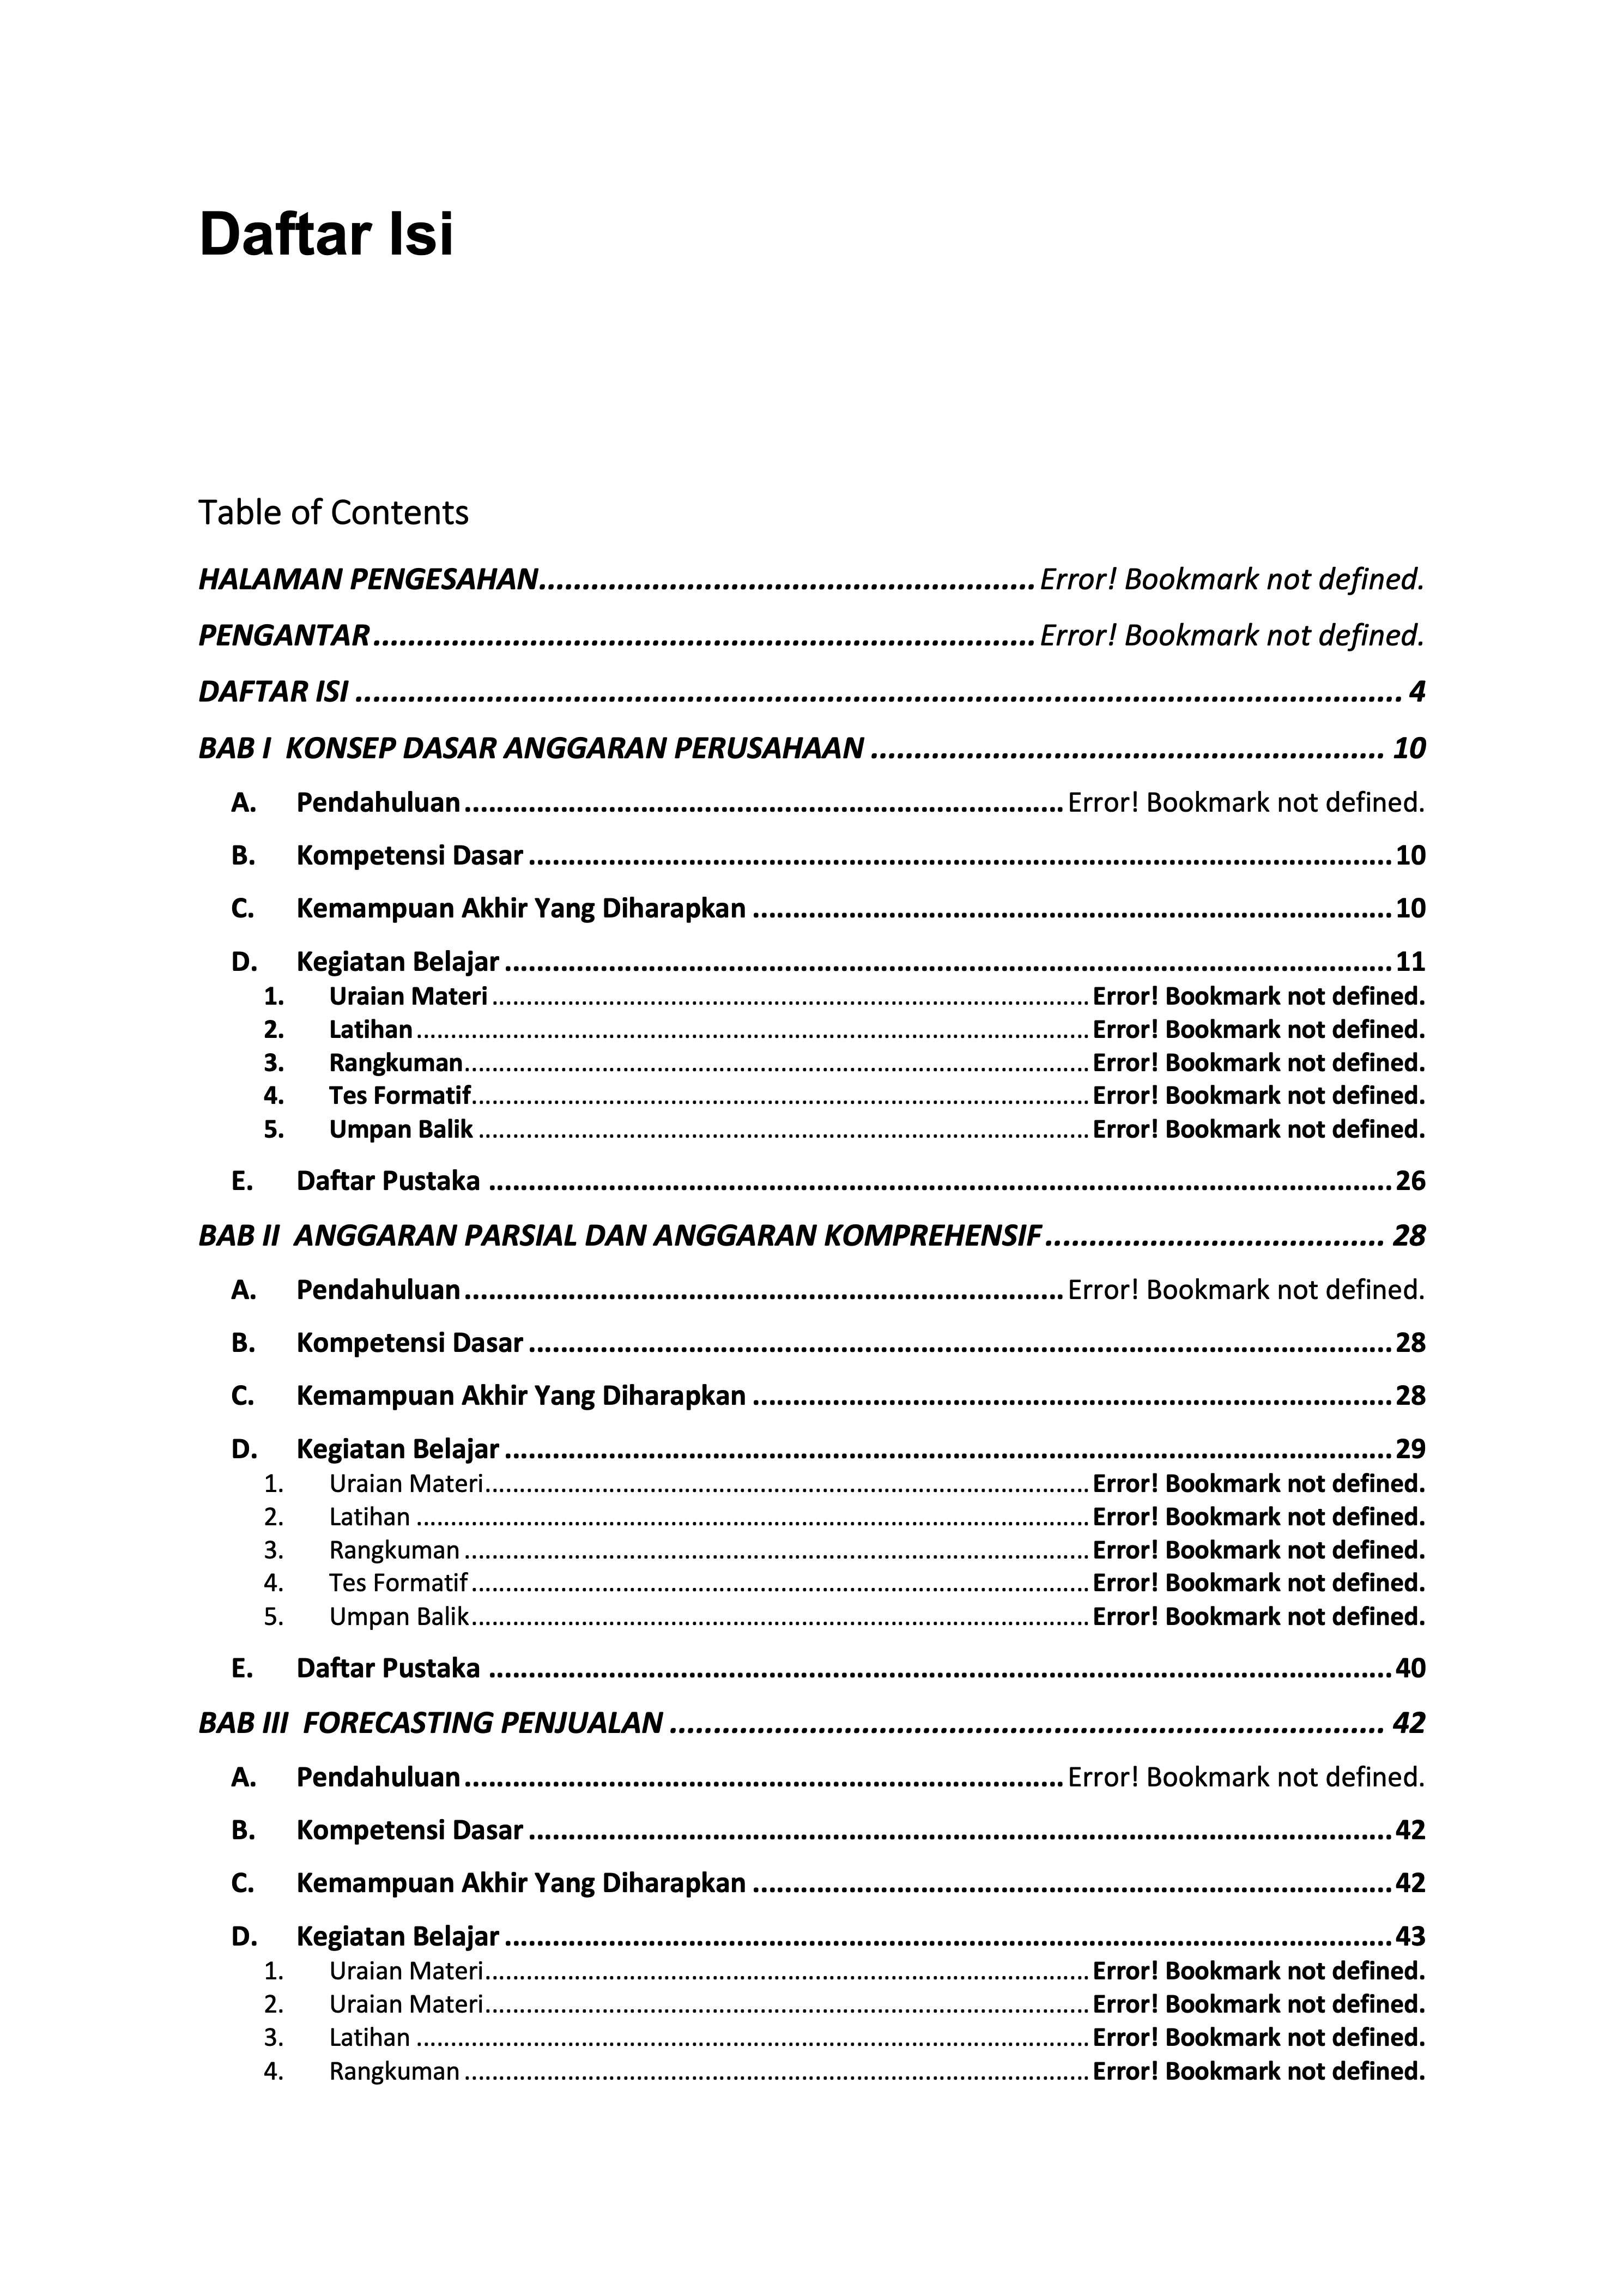 Daftar Isi
Table of Contents
HALAMAN PENGESAHAN......................................................... Error! Bookmark not defined.
PENGANTAR............................................................................ Error! Bookmark not defined.
DAFTAR ISI ........................................................................................................................ 4
BAB I  KONSEP DASAR ANGGARAN PERUSAHAAN ........................................................... 10
A. Pendahuluan........................................................................... Error! Bookmark not defined.
B. Kompetensi Dasar ............................................................................................................10
C. Kemampuan Akhir Yang Diharapkan ................................................................................10
D. Kegiatan Belajar ...............................................................................................................11
1. Uraian Materi ....................................................................................... Error! Bookmark not defined.
2. Latihan .................................................................................................. Error! Bookmark not defined.
3. Rangkuman........................................................................................... Error! Bookmark not defined.
4. Tes Formatif.......................................................................................... Error! Bookmark not defined.
5. Umpan Balik ......................................................................................... Error! Bookmark not defined.
E. Daftar Pustaka .................................................................................................................26
BAB II  ANGGARAN PARSIAL DAN ANGGARAN KOMPREHENSIF....................................... 28
A. Pendahuluan........................................................................... Error! Bookmark not defined.
B. Kompetensi Dasar ............................................................................................................28
C. Kemampuan Akhir Yang Diharapkan ................................................................................28
D. Kegiatan Belajar ...............................................................................................................29
1. Uraian Materi........................................................................................ Error! Bookmark not defined.
2. Latihan .................................................................................................. Error! Bookmark not defined.
3. Rangkuman ........................................................................................... Error! Bookmark not defined.
4. Tes Formatif .......................................................................................... Error! Bookmark not defined.
5. Umpan Balik.......................................................................................... Error! Bookmark not defined.
E. Daftar Pustaka .................................................................................................................40
BAB III  FORECASTING PENJUALAN .................................................................................. 42
A. Pendahuluan........................................................................... Error! Bookmark not defined.
B. Kompetensi Dasar ............................................................................................................42
C. Kemampuan Akhir Yang Diharapkan ................................................................................42
D. Kegiatan Belajar ...............................................................................................................43
1. Uraian Materi........................................................................................ Error! Bookmark not defined.
2. Uraian Materi........................................................................................ Error! Bookmark not defined.
3. Latihan .................................................................................................. Error! Bookmark not defined.
4. Rangkuman ........................................................................................... Error! Bookmark not defined.